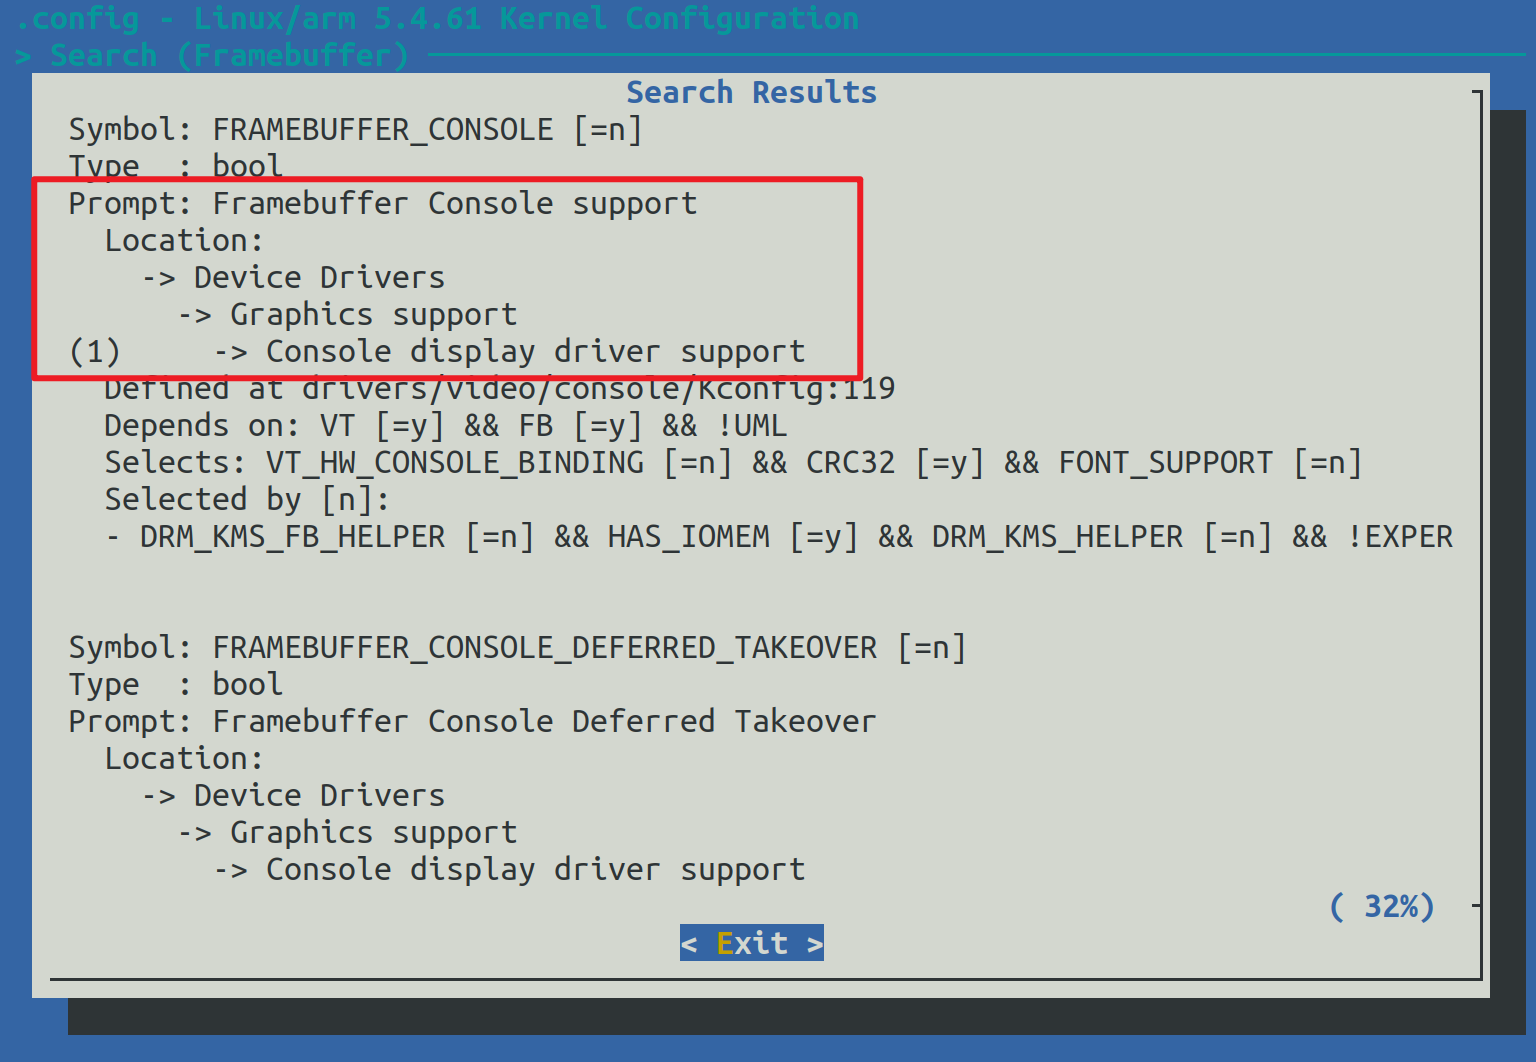 .config - Linux/arm 5.4.61 Kernel Configuration
> Search (Framebuffer)
Search Results
Symbol: FRAMEBUFFER_CONSOLE [=n]
Type  : bool
Prompt: Framebuffer Console support
  Location:
    -> Device Drivers
      -> Graphics support
(1)     -> Console display driver support
  Defined at drivers/video/console/Kconfig:119
  Depends on: VT [=y] && FB [=y] && !UML
  Selects: VT_HW_CONSOLE_BINDING [=n] && CRC32 [=y] && FONT_SUPPORT [=n]
  Selected by [n]:
  - DRM_KMS_FB_HELPER [=n] && HAS_IOMEM [=y] && DRM_KMS_HELPER [=n] && !EXPER
Symbol: FRAMEBUFFER_CONSOLE_DEFERRED_TAKEOVER [=n]
Type  : bool
Prompt: Framebuffer Console Deferred Takeover
  Location:
    -> Device Drivers
      -> Graphics support
        -> Console display driver support
( 32%)
< Exit >